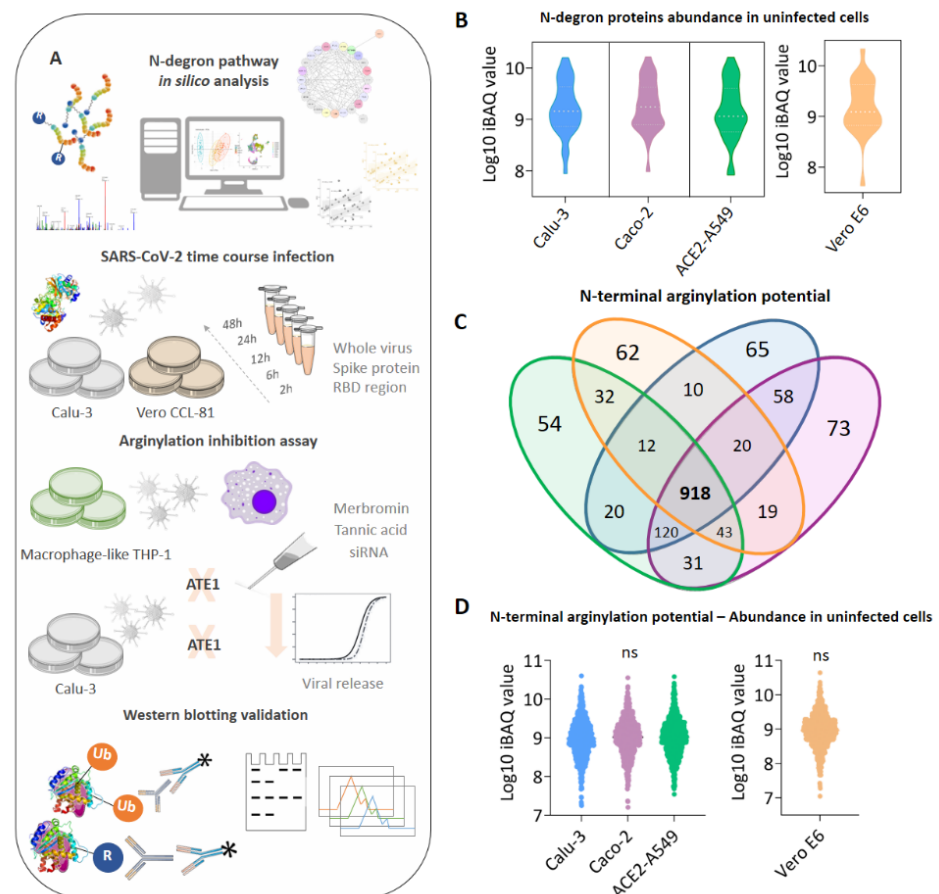 A
N-degron pathway
in silico analysis
R
R
SARS-CoV-2 time course infection
48h
24h
12h
6h
2h
Whole virus
Spike protein
RBD region
Calu-3
Vero CCL-81
Arginylation inhibition assay
Merbromin
Tannic acid
siRNA
Macrophage-like THP-1
X
ATE1
X
ATE1
Calu-3
Viral release
Western blotting validation
Ub
Ub
*
R
*
B
N-degron proteins abundance in uninfected cells
Log10 iBAQ value
10
9
8
Calu-3
Caco-2
ACE2-A549
Log10 iBAQ value
10
9
8
Vero E6
N-terminal arginylation potential
C
62
65
54
32
10
58
73
12
20
918
20
120
43
19
31
D
N-terminal arginylation potential – Abundance in uninfected cells
Log10 iBAQ value
11
10
9
8
7
ns
Calu-3
Caco-2
ACE2-A549
Log10 iBAQ value
11
10
9
8
7
ns
Vero E6